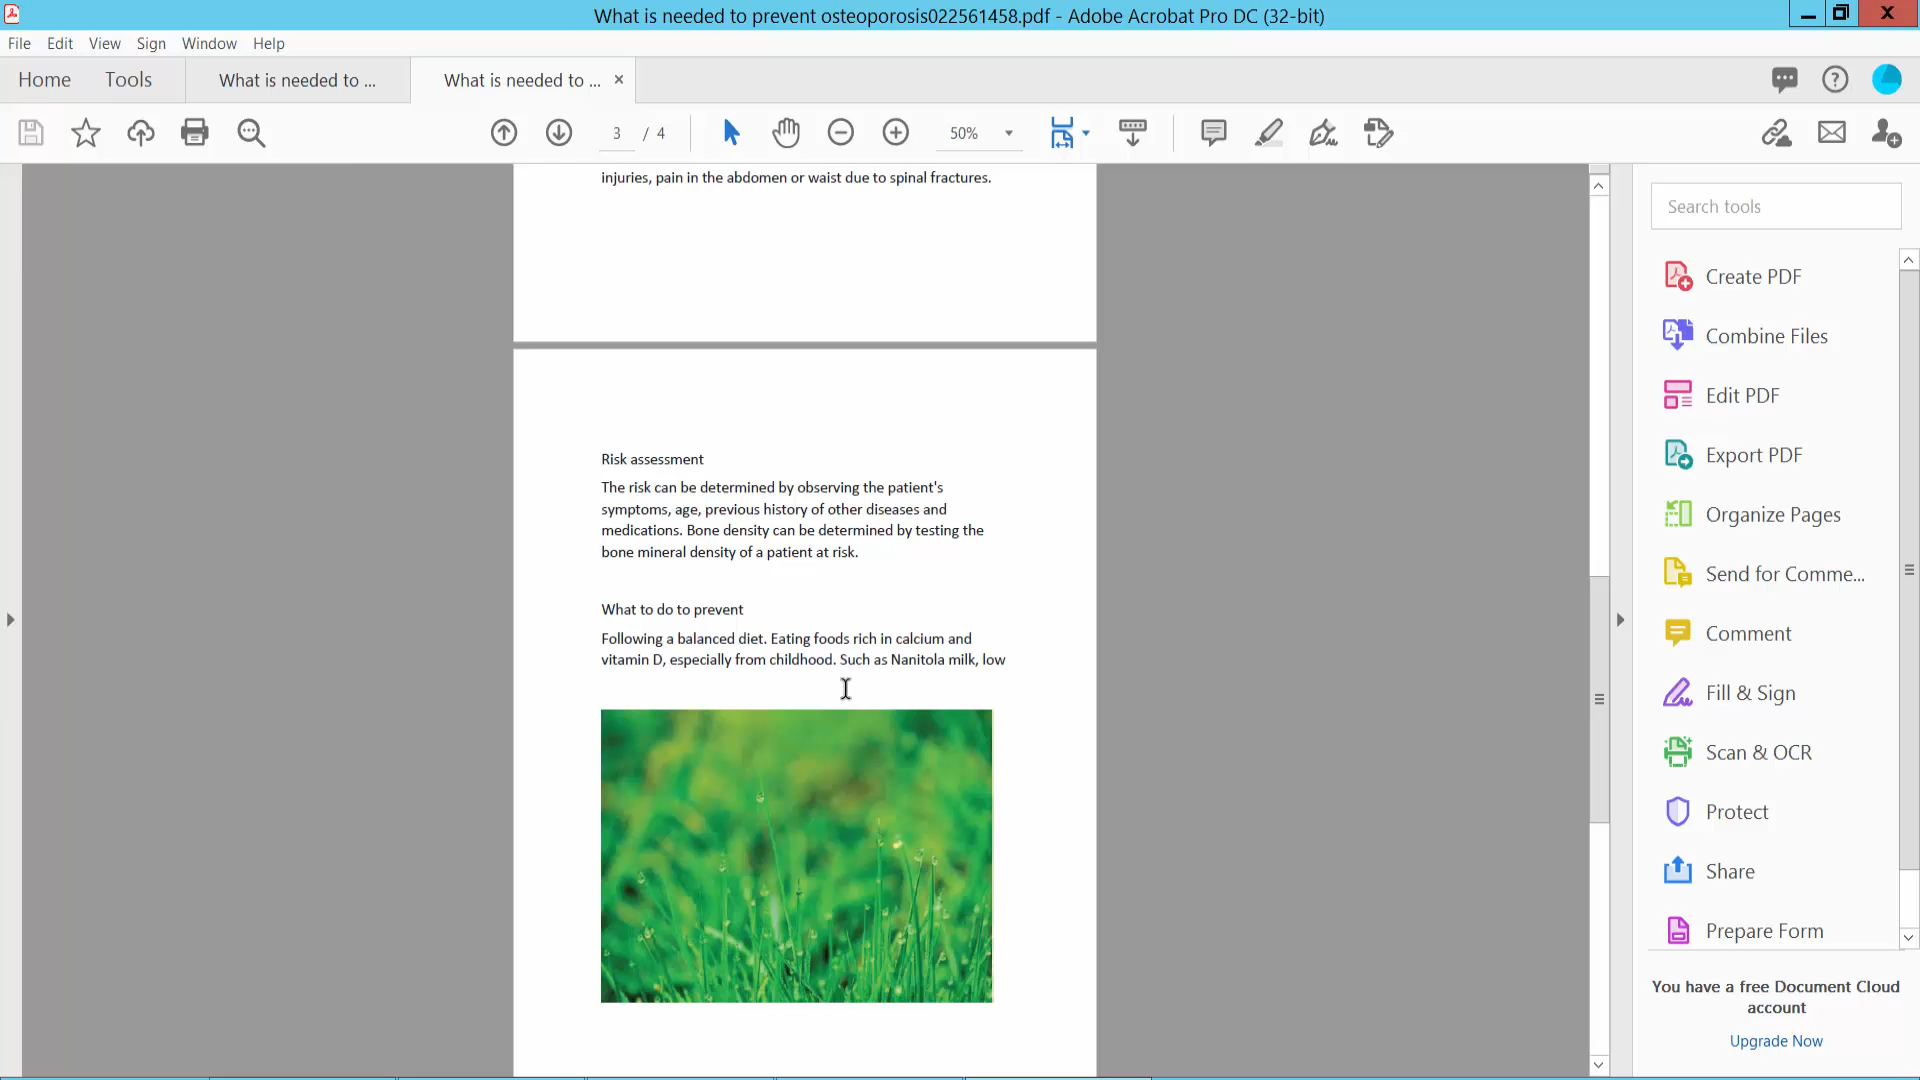 What is needed to prevent osteoporosis022561458.pdf - Adobe Acrobat Pro DC (32-bit)
File Edit View Sign Window Help
Home Tools What is needed to ... What is needed to ... ×
3 / 4 50%
injuries, pain in the abdomen or waist due to spinal fractures.
Risk assessment
The risk can be determined by observing the patient's
symptoms, age, previous history of other diseases and
medications. Bone density can be determined by testing the
bone mineral density of a patient at risk.
What to do to prevent
Following a balanced diet. Eating foods rich in calcium and
vitamin D, especially from childhood. Such as Nanitola milk, low
Search tools
Create PDF
Combine Files
Edit PDF
Export PDF
Organize Pages
Send for Comme...
Comment
Fill & Sign
Scan & OCR
Protect
Share
Prepare Form
You have a free Document Cloud
account
Upgrade Now